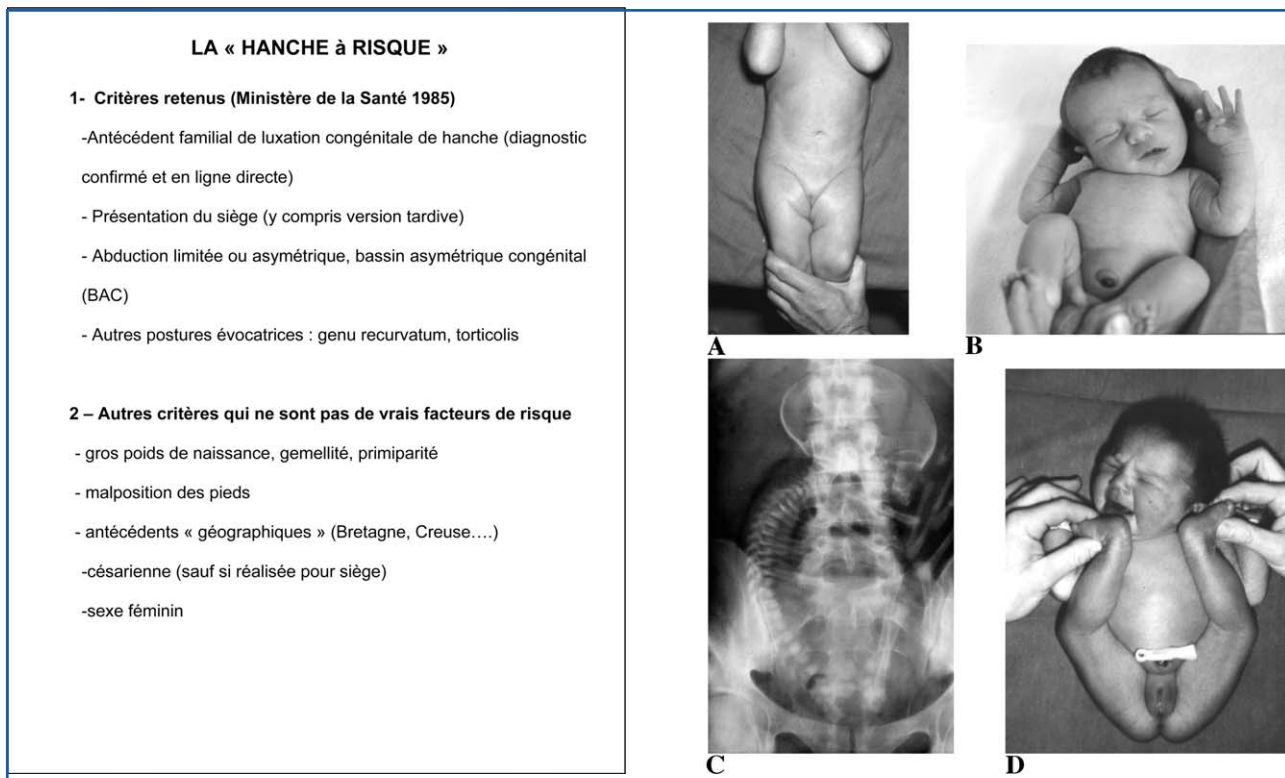 LA « HANCHE à RISQUE »
1- Critères retenus (Ministère de la Santé 1985)
-Antécédent familial de luxation congénitale de hanche (diagnostic
confirmé et en ligne directe)
- Présentation du siège (y compris version tardive)
- Abduction limitée ou asymétrique, bassin asymétrique congénital
(BAC)
- Autres postures évocatrices : genu recurvatum, torticolis
2 – Autres critères qui ne sont pas de vrais facteurs de risque
- gros poids de naissance, gemellité, primiparité
- malposition des pieds
- antécédents « géographiques » (Bretagne, Creuse….)
-césarienne (sauf si réalisée pour siège)
-sexe féminin
A
B
C
D